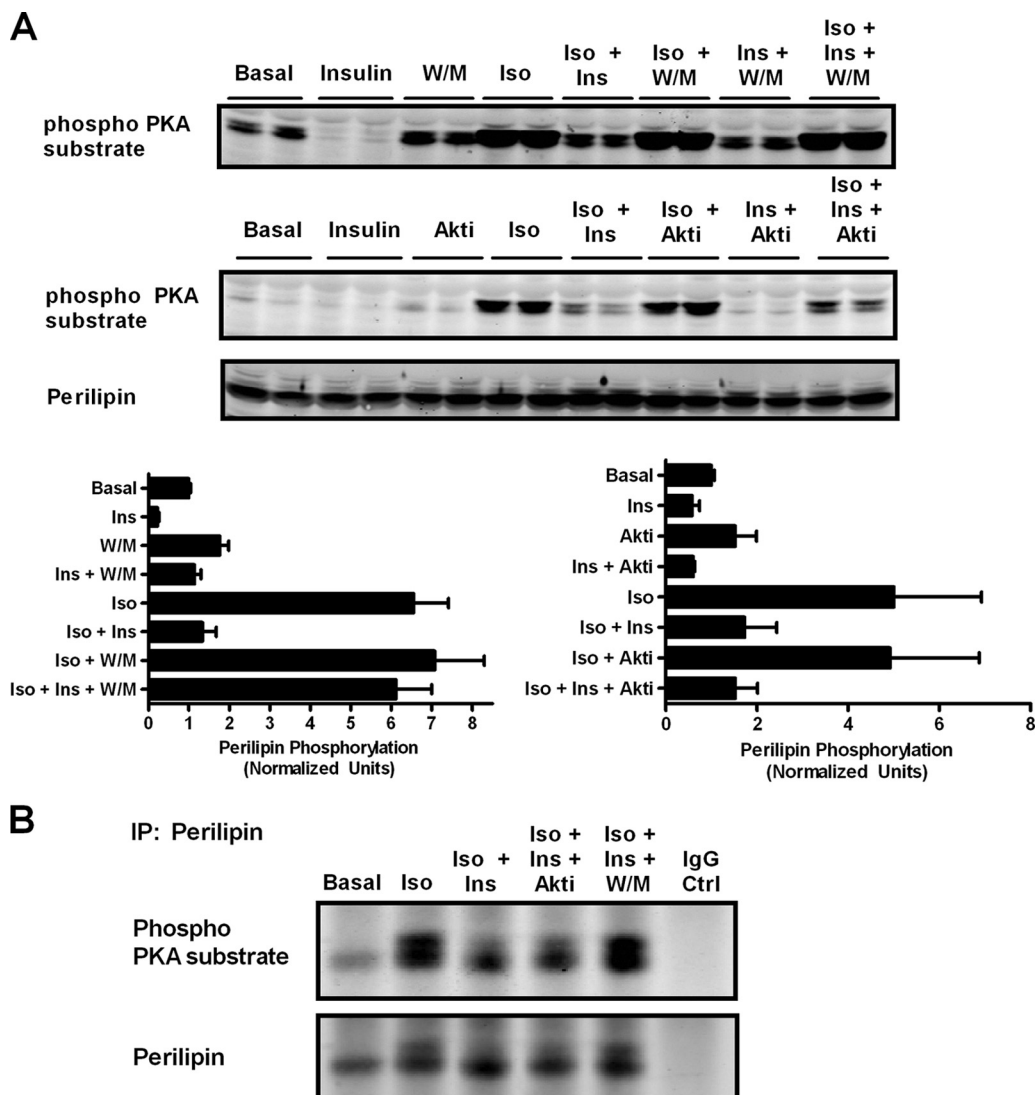 A
Basal Insulin W/M Iso Iso + Ins Iso + W/M Ins + W/M Iso + Ins + W/M
phospho PKA
substrate
Basal Insulin Akti Iso Iso + Ins Iso + Akti Ins + Akti Iso + Ins + Akti
phospho PKA
substrate
Perilipin
Basal
Ins
W/M
Ins + W/M
Iso
Iso + Ins
Iso + W/M
Iso + Ins + W/M
0 1 2 3 4 5 6 7 8
Perilipin Phosphorylation
(Normalized Units)
Basal
Ins
Akti
Ins + Akti
Iso
Iso + Ins
Iso + Akti
Iso + Ins + Akti
0 2 4 6 8
Perilipin Phosphorylation
(Normalized Units)
B
IP: Perilipin
Basal Iso Iso + Ins Iso + Ins + Akti Iso + Ins + W/M IgG Ctrl
Phospho
PKA substrate
Perilipin